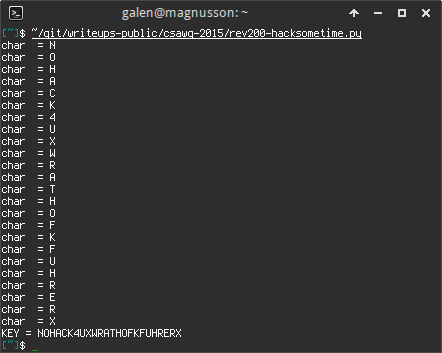 galen@magnusson: ~
[~]$ ~/git/writeups-public/csawq-2015/rev200-hacksometime.py
char  = N
char  = O
char  = H
char  = A
char  = C
char  = K
char  = 4
char  = U
char  = X
char  = W
char  = R
char  = A
char  = T
char  = H
char  = O
char  = F
char  = K
char  = F
char  = U
char  = H
char  = R
char  = E
char  = R
char  = X
KEY = NOHACK4UXWRATHOFKFUHRERX
[~]$ _